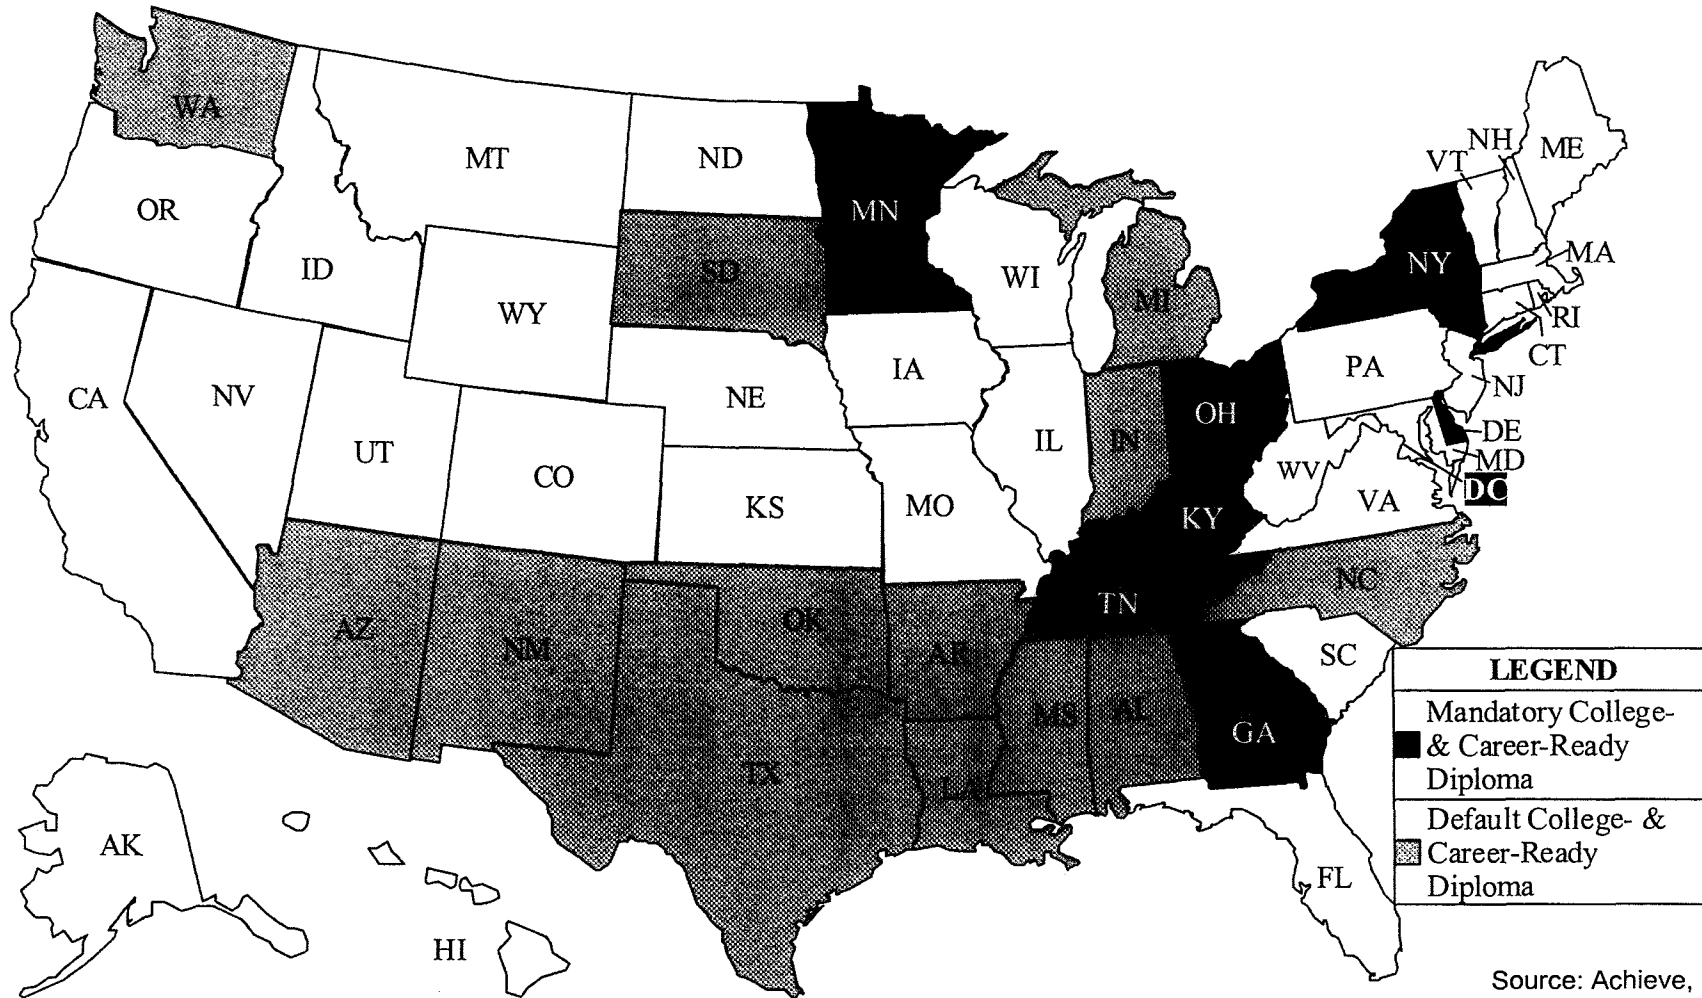 WA
MT
ND
MN
VT
NH
ME
OR
ID
SD
WI
MI
NY
MA
WY
RI
CT
IA
PA
CA
NV
NE
NJ
UT
CO
IL
IN
OH
DE
MD
WV
DC
KS
MO
KY
VA
AZ
NM
OK
AR
TN
NC
SC
TX
LA
MS
AL
GA
FL
AK
HI
LEGEND
Mandatory College-
& Career-Ready
Diploma
Default College- &
Career-Ready
Diploma
Source: Achieve,